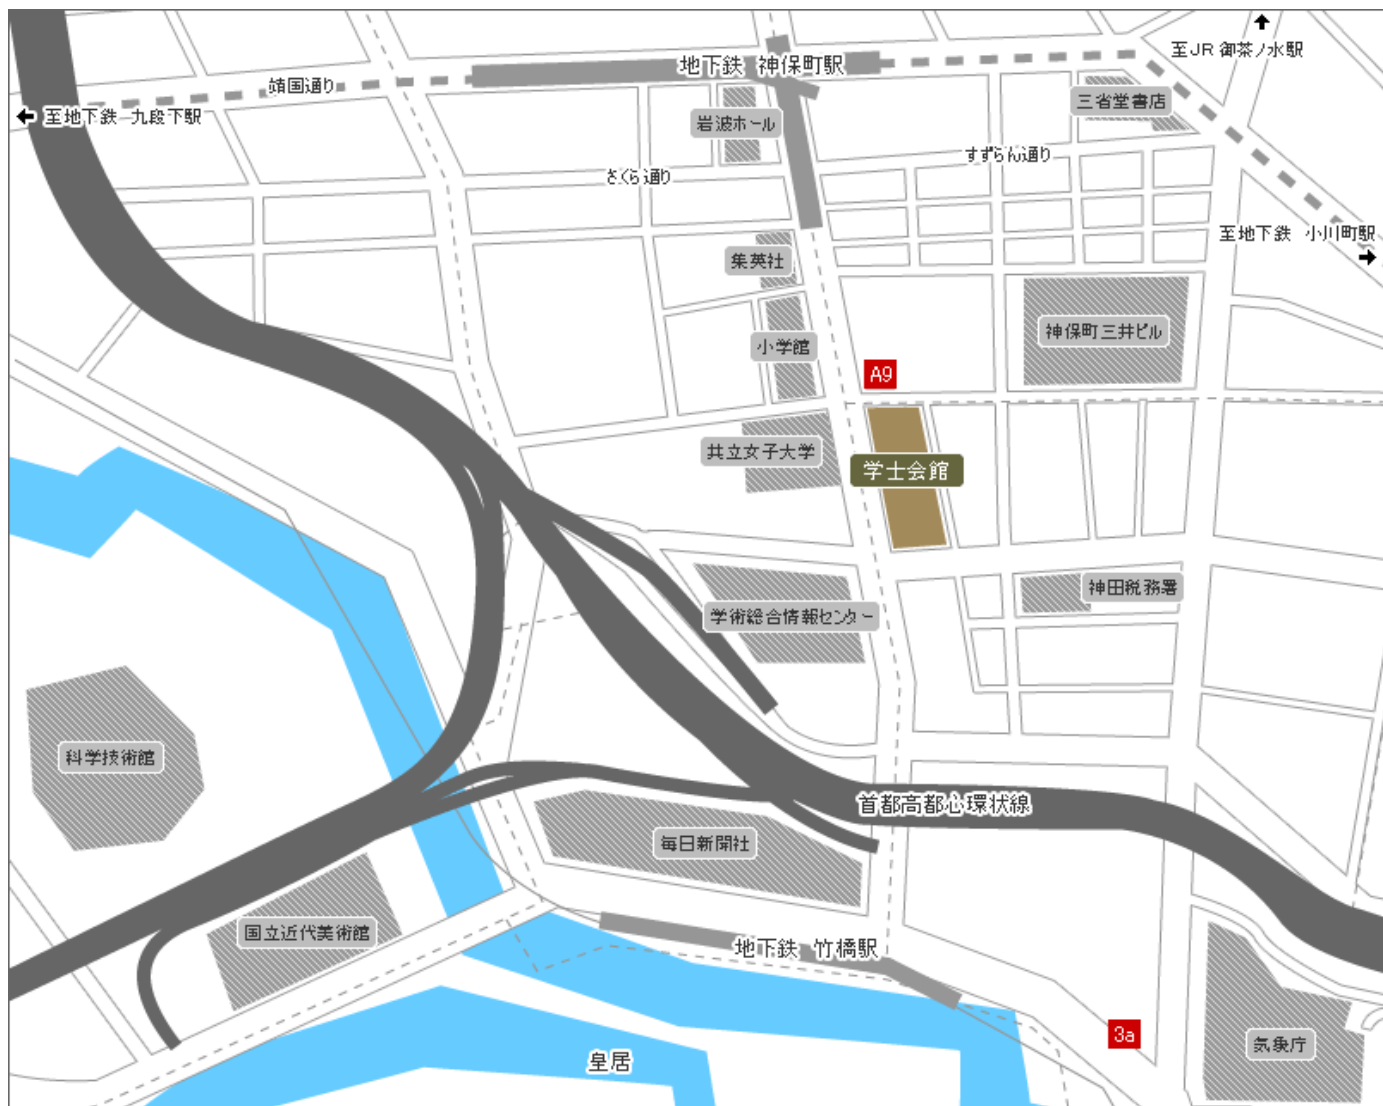 至JR 御茶ノ水駅
地下鉄 神保町駅
靖国通り
三省堂書店
至地下鉄 九段下駅
岩波ホール
すずらん通り
さくら通り
至地下鉄 小川町駅
集英社
神保町三井ビル
小学館
A9
共立女子大学
学士会館
神田税務署
学術総合情報センター
科学技術館
首都高都心環状線
毎日新聞社
国立近代美術館
地下鉄 竹橋駅
3a
気象庁
皇居